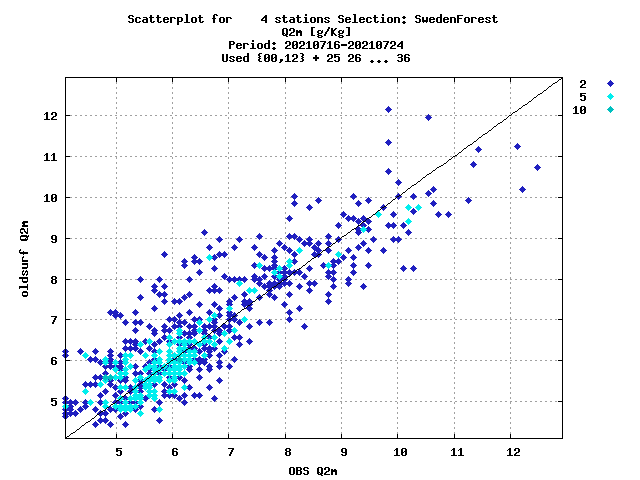 Scatterplot for    4 stations Selection: SwedenForest
Q2m [g/Kg]
Period: 20210716-20210724
Used {00,12} + 25 26 ... 36
2
5
10
12
11
10
9
8
7
6
5
oldsurf Q2m
5 6 7 8 9 10 11 12
OBS Q2m